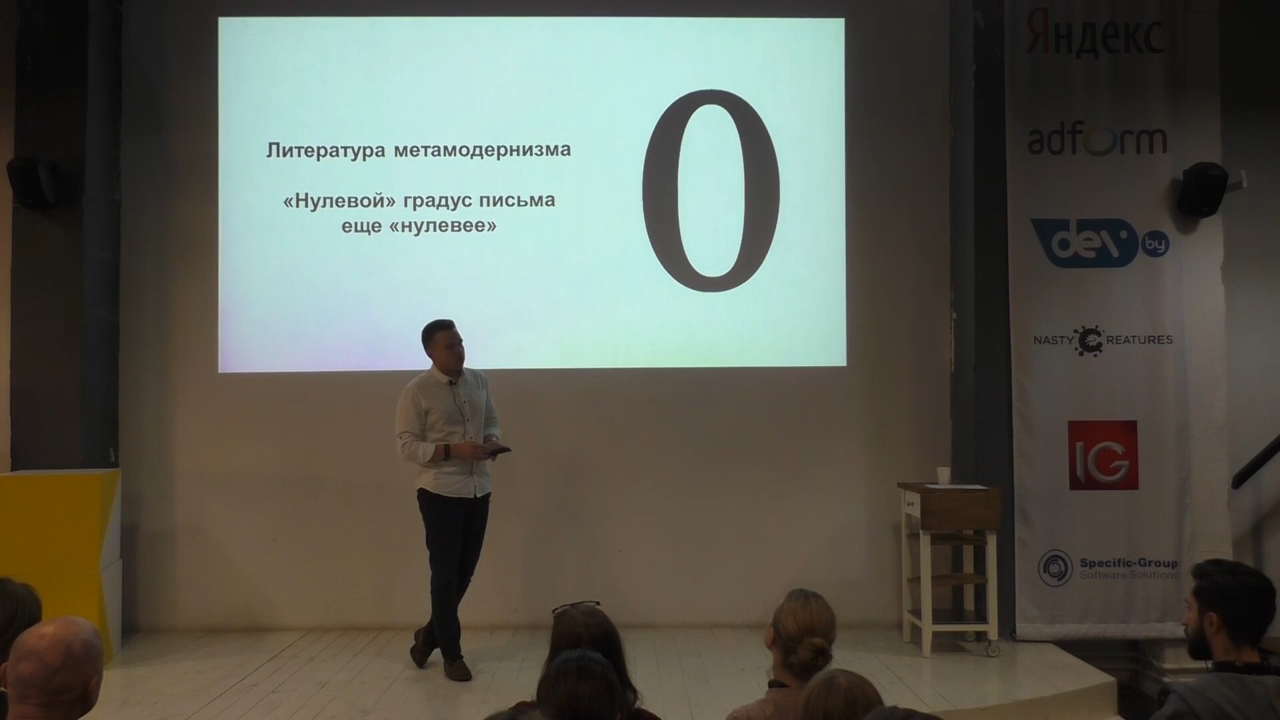 Литература метамодернизма
«Нулевой» градус письма
еще «нулевее»
0
Яндекс
adform
dev by
NASTY CREATURES
IG
Specific-Group
Software Solutions